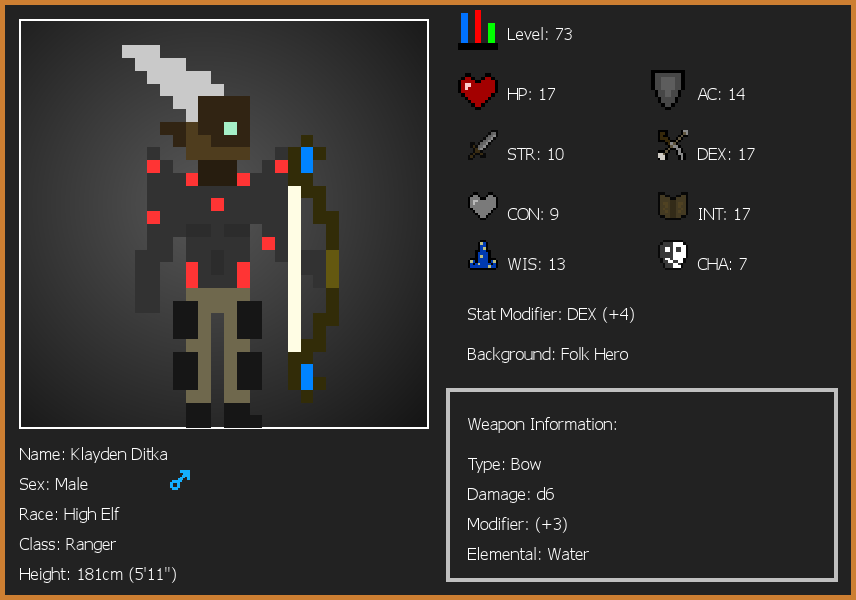 Level: 73
HP: 17
AC: 14
STR: 10
DEX: 17
CON: 9
INT: 17
WIS: 13
CHA: 7
Stat Modifier: DEX (+4)
Background: Folk Hero
Weapon Information:
Type: Bow
Damage: d6
Modifier: (+3)
Elemental: Water
Name: Klayden Ditka
Sex: Male
Race: High Elf
Class: Ranger
Height: 181cm (5'11")